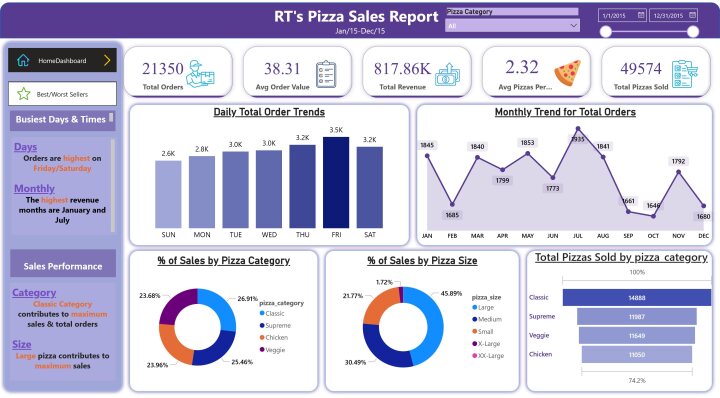 RT's Pizza Sales Report
Jan/15-Dec/15
Pizza Category
All
1/1/2015
12/31/2015
HomeDashboard
Best/Worst Sellers
Busiest Days & Times
Days
Orders are highest on
Friday/Saturday
Monthly
The highest revenue
months are January and
July
Sales Performance
Category
Classic Category
contributes to maximum
sales & total orders
Size
Large pizza contributes to
maximum sales
21350
Total Orders
38.31
Avg Order Value
817.86K
Total Revenue
2.32
Avg Pizzas Per...
49574
Total Pizzas Sold
Daily Total Order Trends
2.6K
2.8K
3.0K
3.0K
3.2K
3.5K
3.2K
SUN
MON
TUE
WED
THU
FRI
SAT
Monthly Trend for Total Orders
1845
1685
1840
1799
1853
1773
1935
1841
1661
1646
1792
1680
JAN
FEB
MAR
APR
MAY
JUN
JUL
AUG
SEP
OCT
NOV
DEC
% of Sales by Pizza Category
23.68%
26.91%
23.96%
25.46%
pizza_category
Classic
Supreme
Chicken
Veggie
% of Sales by Pizza Size
1.72%
21.77%
45.89%
30.49%
pizza_size
Large
Medium
Small
X-Large
XX-Large
Total Pizzas Sold by pizza_category
100%
Classic
14888
Supreme
11987
Veggie
11649
Chicken
11050
74.2%